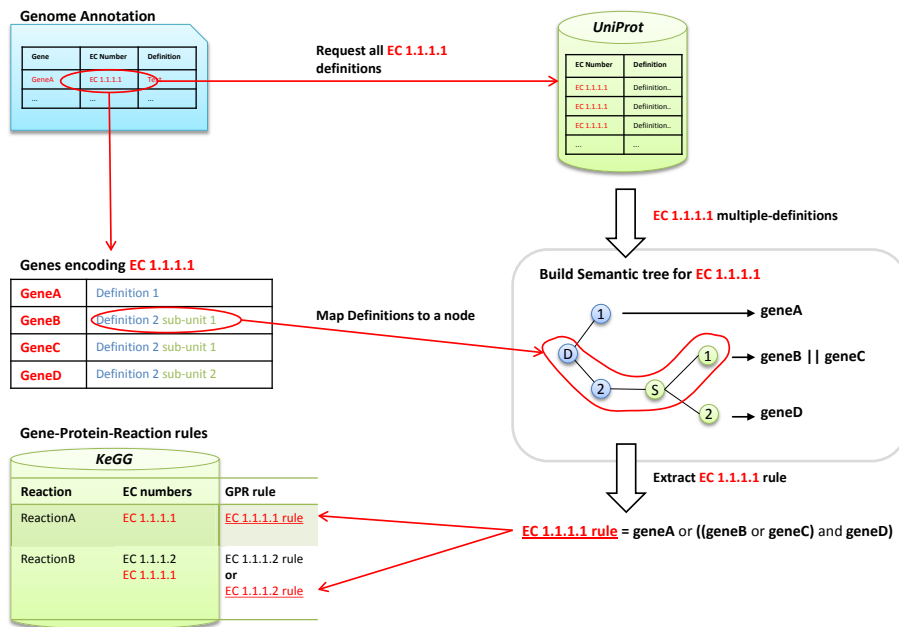 Genome Annotation
Gene EC Number Definition
GeneA EC 1.1.1.1 Text
... ... ...
Request all EC 1.1.1.1
definitions
UniProt
EC Number Definition
EC 1.1.1.1 Defiinition..
EC 1.1.1.1 Defiinition..
EC 1.1.1.1 Defiinition..
... ...
EC 1.1.1.1 multiple-definitions
Genes encoding EC 1.1.1.1
GeneA Definition 1
GeneB Definition 2 sub-unit 1
GeneC Definition 2 sub-unit 1
GeneD Definition 2 sub-unit 2
Map Definitions to a node
Build Semantic tree for EC 1.1.1.1
1 geneA
D
1 geneB || geneC
2 S
2 geneD
Extract EC 1.1.1.1 rule
EC 1.1.1.1 rule = geneA or ((geneB or geneC) and geneD)
Gene-Protein-Reaction rules
KeGG
Reaction EC numbers GPR rule
ReactionA EC 1.1.1.1 EC 1.1.1.1 rule
ReactionB EC 1.1.1.2 EC 1.1.1.2 rule
EC 1.1.1.1 or
EC 1.1.1.2 rule